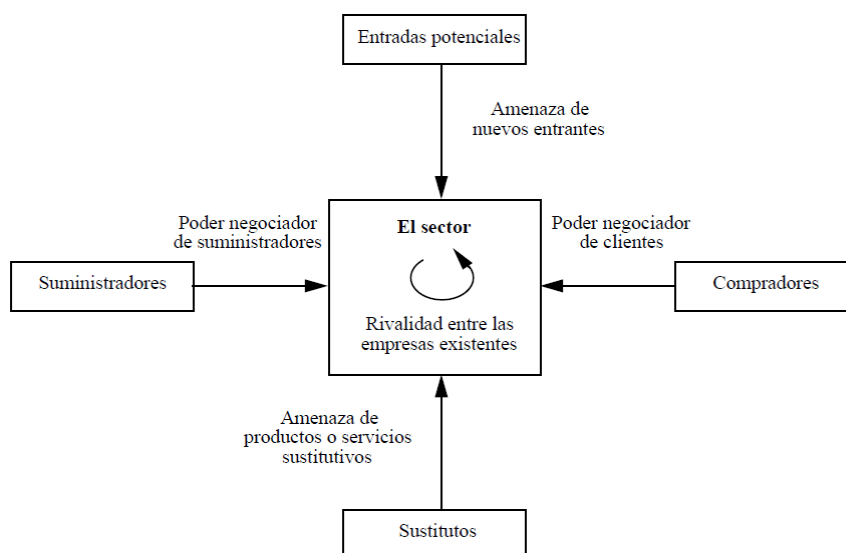 Entradas potenciales
Amenaza de
nuevos entrantes
Poder negociador
de suministradores
El sector
Poder negociador
de clientes
Suministradores
Compradores
Rivalidad entre las
empresas existentes
Amenaza de
productos o servicios
sustitutivos
Sustitutos